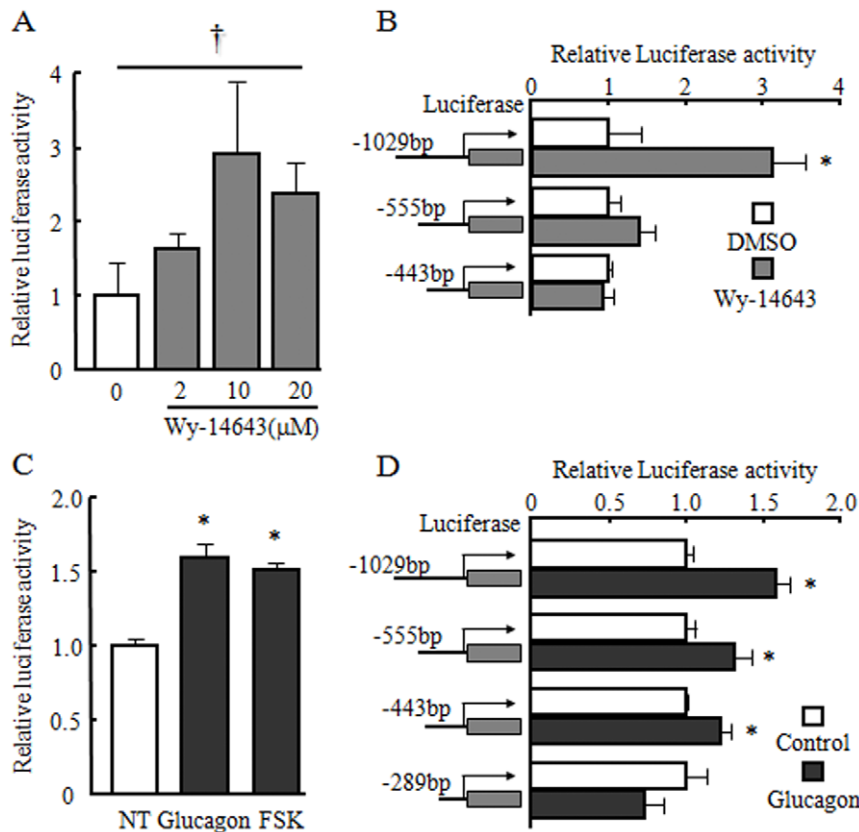 A
†
Relative luciferase activity
4
3
2
1
0
0 2 10 20
Wy-14643(μM)
B
Relative Luciferase activity
0 1 2 3 4
Luciferase
-1029bp
*
-555bp
-443bp
DMSO
Wy-14643
C
Relative luciferase activity
2.0
1.5
1.0
0.5
0
* *
NT Glucagon FSK
D
Relative Luciferase activity
0 1.0 1.5 2.0
Luciferase
-1029bp
*
-555bp
*
-443bp
*
-289bp
Control
Glucagon